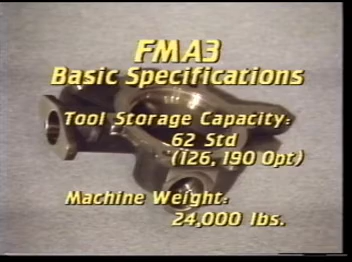 FMA3
Basic Specifications
Tool Storage Capacity:
62 Std
(126, 190 Opt)
Machine Weight:
24,000 lbs.